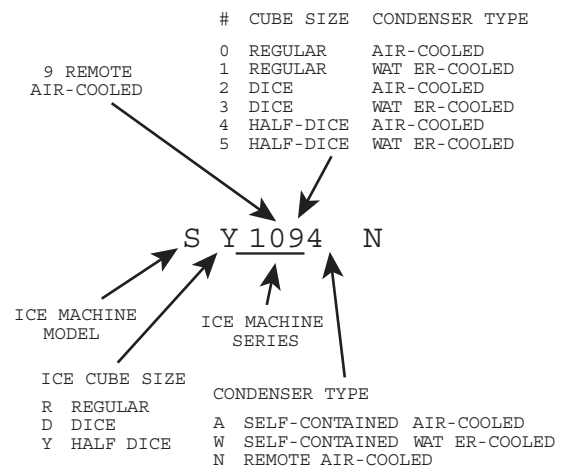 # CUBE SIZE CONDENSER TYPE
0 REGULAR AIR-COOLED
1 REGULAR WAT ER-COOLED
2 DICE AIR-COOLED
3 DICE WAT ER-COOLED
4 HALF-DICE AIR-COOLED
5 HALF-DICE WAT ER-COOLED
9 REMOTE
AIR-COOLED
S Y 1094 N
ICE MACHINE
MODEL
ICE MACHINE
SERIES
ICE CUBE SIZE
R REGULAR
D DICE
Y HALF DICE
CONDENSER TYPE
A SELF-CONTAINED AIR-COOLED
W SELF-CONTAINED WAT ER-COOLED
N REMOTE AIR-COOLED